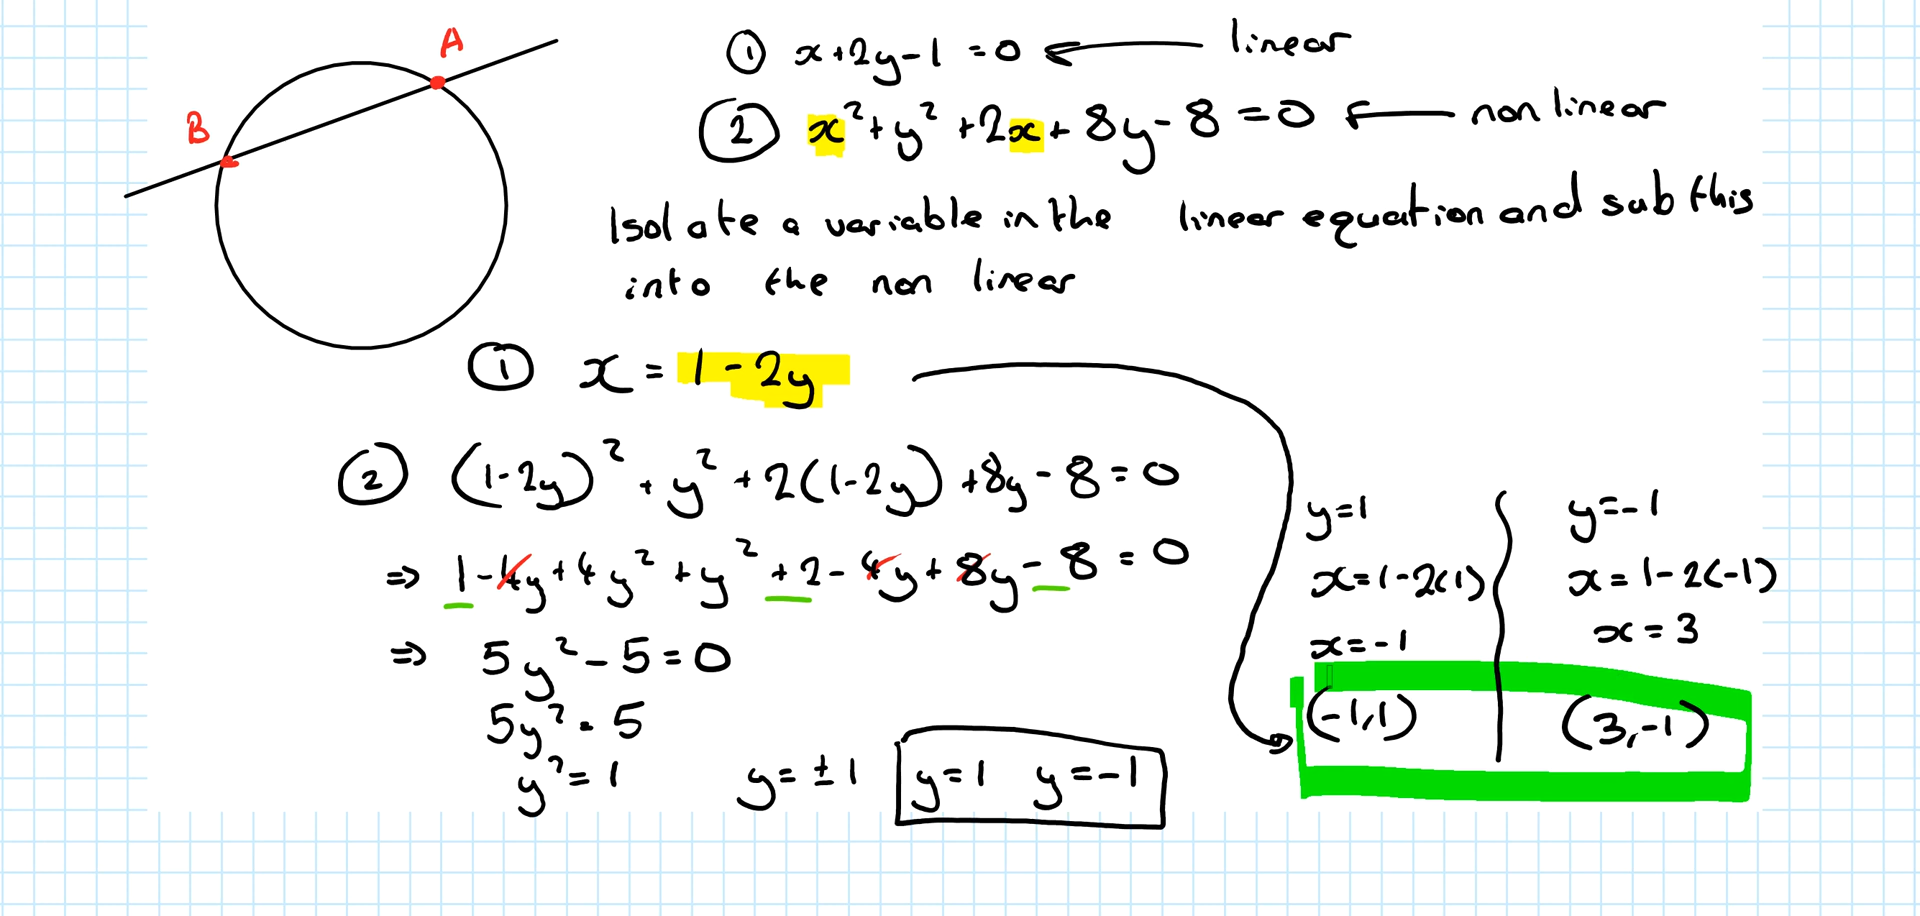 A
B
① x+2y-1=0 ← linear
② x²+y²+2x+8y-8=0 ← non linear
Isolate a variable in the linear equation and sub this
into the non linear
① x = 1-2y
② (1-2y)² + y² + 2(1-2y) +8y-8=0
⇒ 1-4y+4y²+y²+2-4y+8y-8=0
⇒ 5y²-5=0
5y²=5
y²=1 y=±1 y=1 y=-1
y=1
x=1-2(1)
x=-1
(-1,1)
y=-1
x=1-2(-1)
x=3
(3,-1)